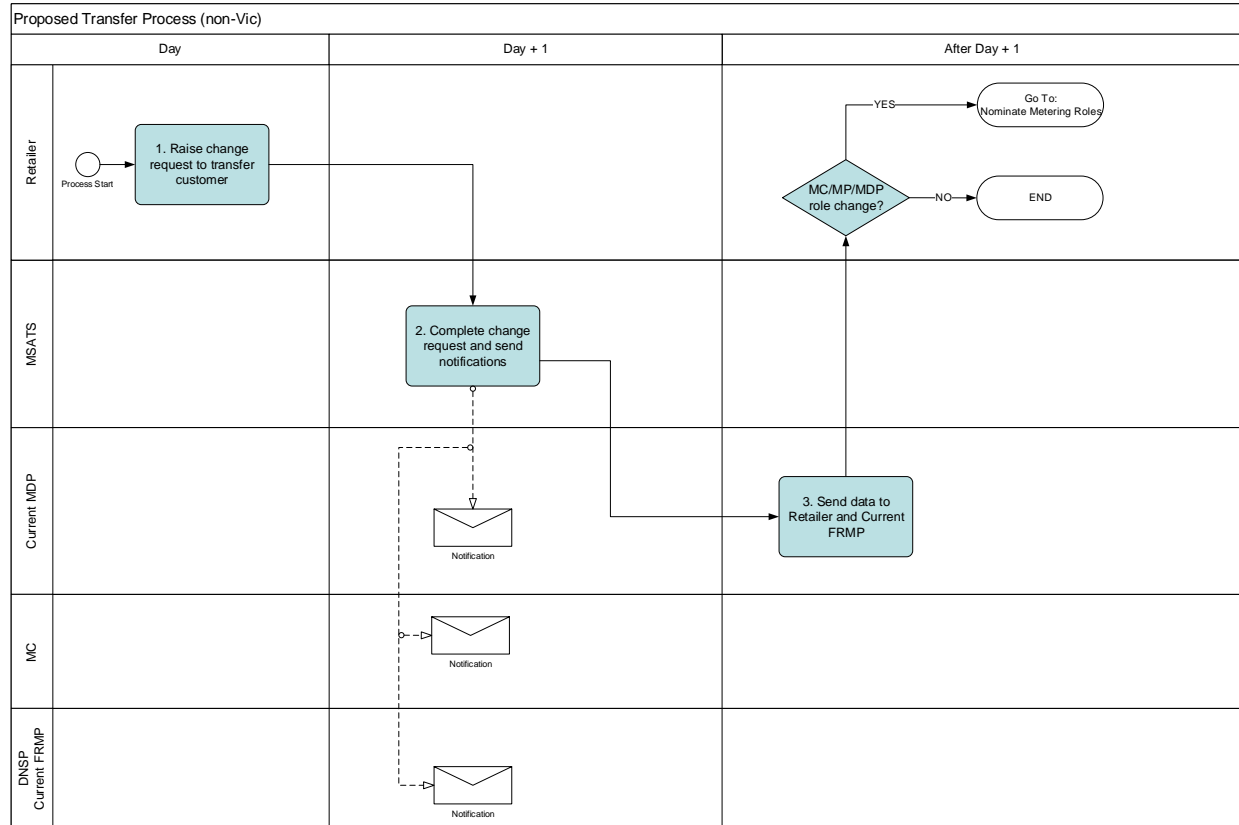 Proposed Transfer Process (non-Vic)
Day
Day + 1
After Day + 1
Retailer
Process Start
1. Raise change
request to transfer
customer
YES
Go To:
Nominate Metering Roles
MC/MP/MDP
role change?
NO
END
MSATS
2. Complete change
request and send
notifications
Current MDP
Notification
3. Send data to
Retailer and Current
FRMP
MC
Notification
DNSP
Current FRMP
Notification